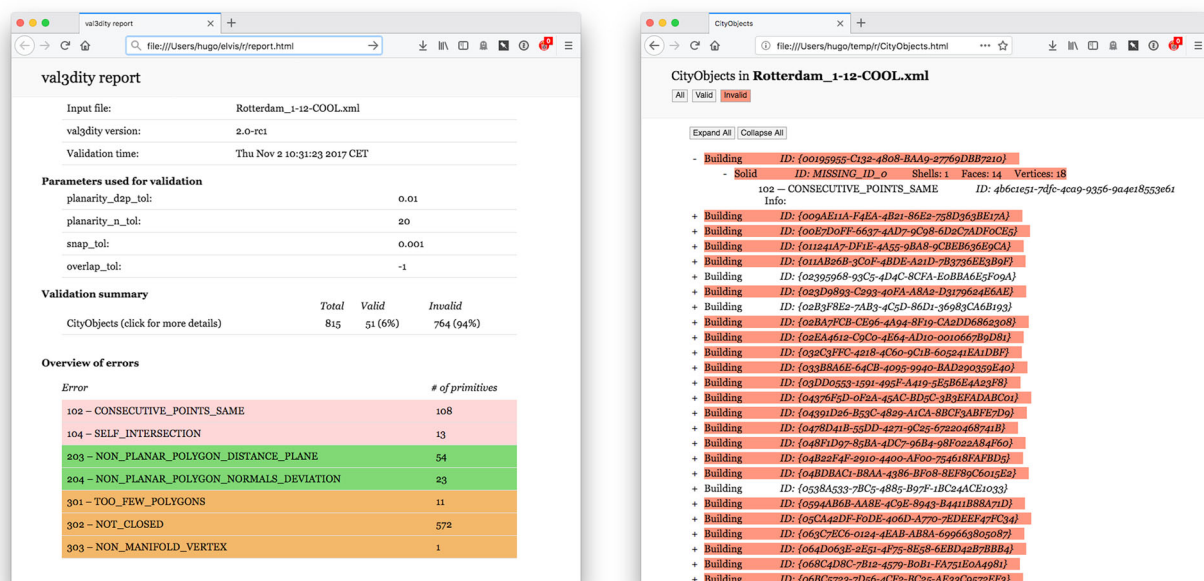 val3dity report
file:///Users/hugo/elvis/r/report.html
val3dity report
Input file: Rotterdam_1-12-COOL.xml
val3dity version: 2.0-rc1
Validation time: Thu Nov 2 10:31:23 2017 CET
Parameters used for validation
planarity_d2p_tol: 0.01
planarity_n_tol: 20
snap_tol: 0.001
overlap_tol: -1
Validation summary
Total Valid Invalid
CityObjects (click for more details) 815 51 (6%) 764 (94%)
Overview of errors
Error # of primitives
102 – CONSECUTIVE_POINTS_SAME 108
104 – SELF_INTERSECTION 13
203 – NON_PLANAR_POLYGON_DISTANCE_PLANE 54
204 – NON_PLANAR_POLYGON_NORMALS_DEVIATION 23
301 – TOO_FEW_POLYGONS 11
302 – NOT_CLOSED 572
303 – NON_MANIFOLD_VERTEX 1
CityObjects
file:///Users/hugo/temp/r/CityObjects.html
CityObjects in Rotterdam_1-12-COOL.xml
All Valid Invalid
Expand All Collapse All
- Building ID: {00195955-C132-4808-BAA9-27769DBB7210}
- Solid ID: MISSING_ID_0 Shells: 1 Faces: 14 Vertices: 18
102 — CONSECUTIVE_POINTS_SAME ID: 4b6c1e51-7dfc-4ca9-9356-9a4e18553e61
Info:
+ Building ID: {009AE11A-F4EA-4B21-86E2-758D363BE17A}
+ Building ID: {00E7D0FF-6637-4AD7-9C98-6D2C7ADF0CE5}
+ Building ID: {011241A7-DF1E-4A55-9BA8-9CBEB636E9CA}
+ Building ID: {011AB26B-3C0F-4BDE-A21D-7B3736EE3B9F}
+ Building ID: {02395968-93C5-4D4C-8CFA-E0BBA6E5F09A}
+ Building ID: {023D9893-C293-40FA-A8A2-D3179624E6AE}
+ Building ID: {02B3F8E2-7AB3-4C5D-86D1-36983CA6B193}
+ Building ID: {02BA7FCB-CE96-4A94-8F19-CA2DD6862308}
+ Building ID: {02EA4612-C9C0-4E64-AD10-0010667B9D81}
+ Building ID: {032C3FFC-4218-4C60-9C1B-605241EA1DBF}
+ Building ID: {033B8A6E-64CB-4095-9940-BAD290359E40}
+ Building ID: {03DD0553-1591-495F-A419-5E5B6E4A23F8}
+ Building ID: {04376F5D-0F2A-45AC-BD5C-3B3EFADABC01}
+ Building ID: {04391D26-B53C-4829-A1CA-8BCF3ABFE7D9}
+ Building ID: {0478D41B-55DD-4271-9C25-67220468741B}
+ Building ID: {048F1D97-85BA-4DC7-96B4-98F022A84F60}
+ Building ID: {04B22F4F-2910-4400-AF00-754618FAFBD5}
+ Building ID: {04BDBAC1-B8AA-4386-BF08-8EF89C6015E2}
+ Building ID: {0538A533-7BC5-4885-B97F-1BC24ACE1033}
+ Building ID: {0594AB6B-AA8E-4C9E-8943-B4411B88A71D}
+ Building ID: {05CA42DF-F0DE-406D-A770-7EDEEF47FC34}
+ Building ID: {063C7EC6-0124-4EAB-AB8A-699663805087}
+ Building ID: {064D063E-2E51-4F75-8E58-6EBD42B7BBB4}
+ Building ID: {068C4D8C-7B12-4579-B0B1-FA751E0A4981}
+ Building